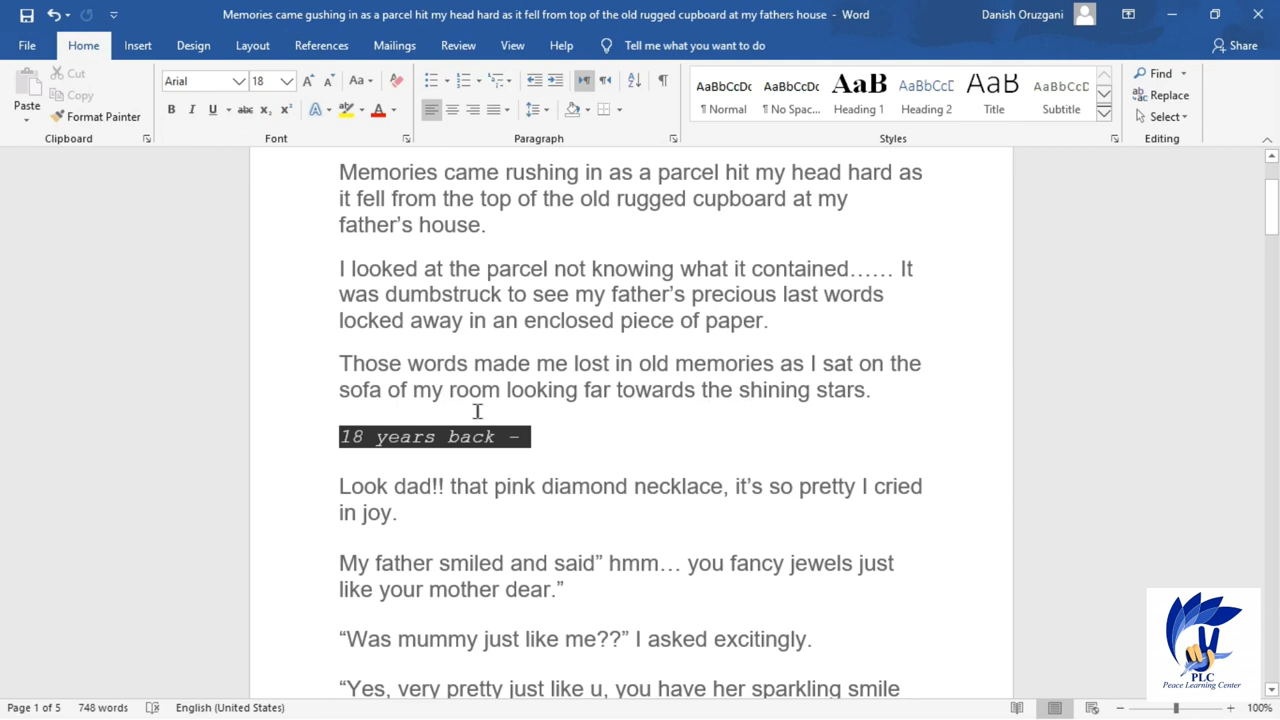 Memories came gushing in as a parcel hit my head hard as it fell from top of the old rugged cupboard at my fathers house - Word
Danish Oruzgani
File Home Insert Design Layout References Mailings Review View Help Tell me what you want to do Share
Paste
Cut
Copy
Format Painter
Clipboard
Arial 18
Font
Paragraph
AaBbCcDc AaBbCcDc AaB AaBbCcD AaB AaBbCcD
¶ Normal ¶ No Spac... Heading 1 Heading 2 Title Subtitle
Styles
Find
Replace
Select
Editing
Memories came rushing in as a parcel hit my head hard as
it fell from the top of the old rugged cupboard at my
father’s house.
I looked at the parcel not knowing what it contained…… It
was dumbstruck to see my father’s precious last words
locked away in an enclosed piece of paper.
Those words made me lost in old memories as I sat on the
sofa of my room looking far towards the shining stars.
18 years back –
Look dad!! that pink diamond necklace, it’s so pretty I cried
in joy.
My father smiled and said” hmm… you fancy jewels just
like your mother dear.”
“Was mummy just like me??” I asked excitingly.
“Yes, very pretty just like u, you have her sparkling smile
PLC
Peace Learning Center
Page 1 of 5 748 words English (United States) 100%